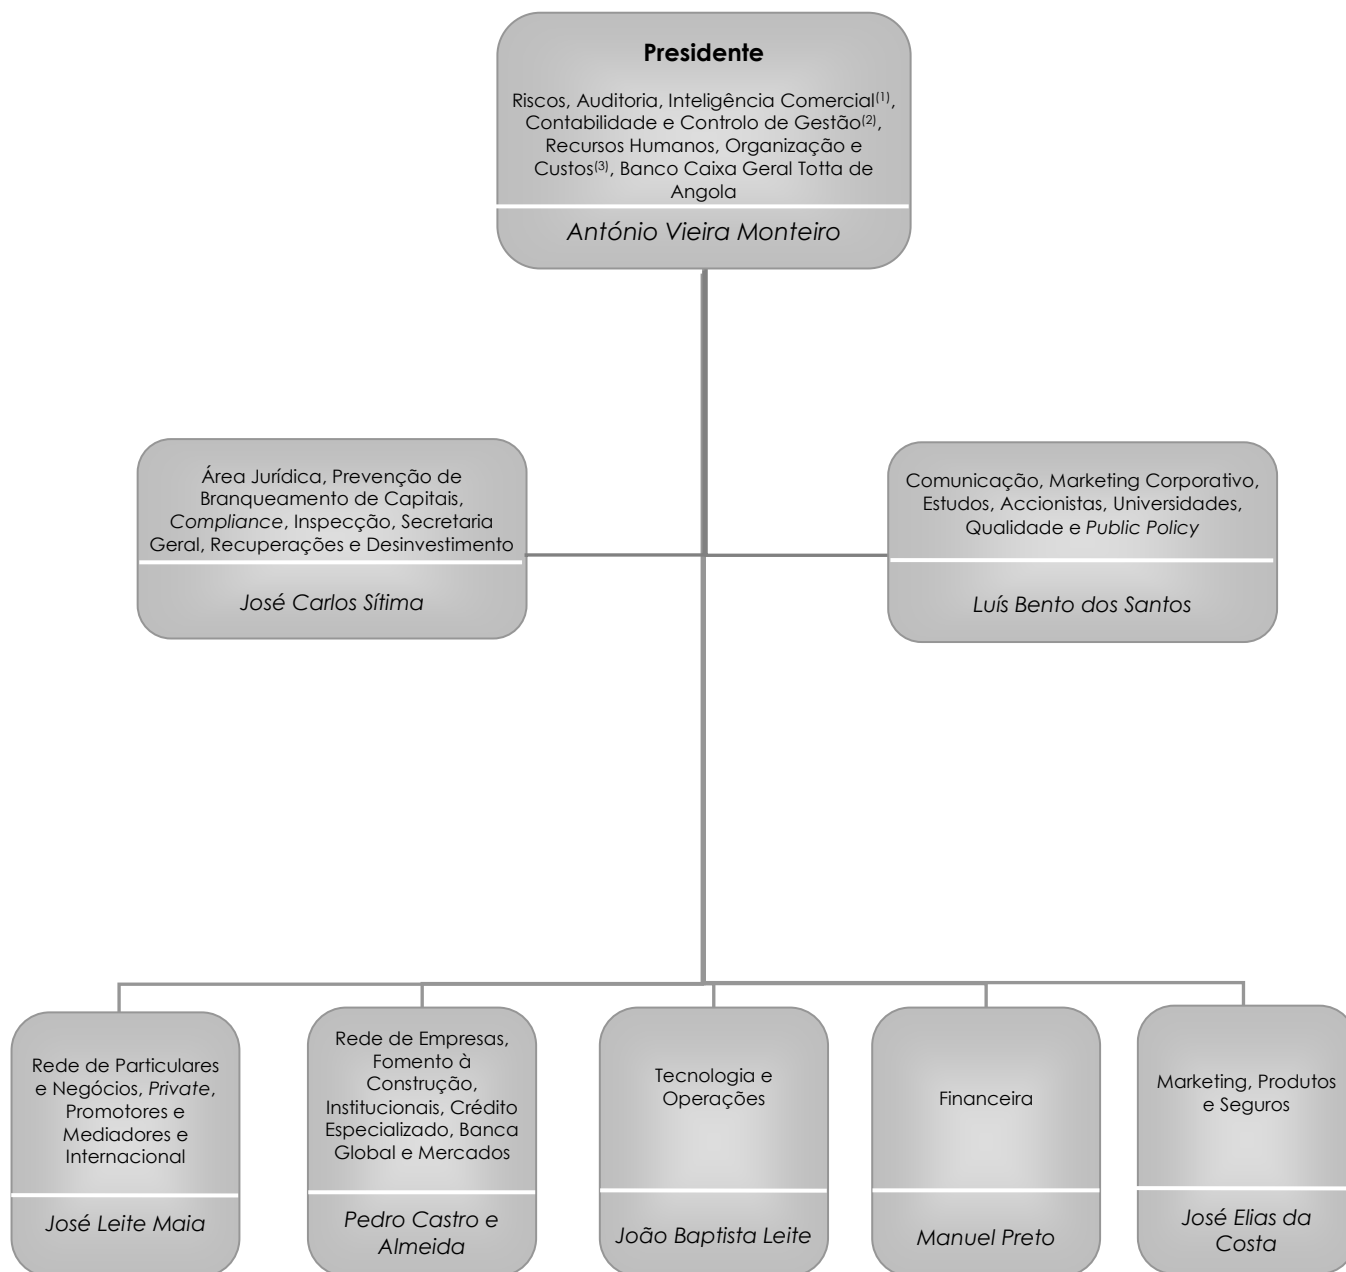 Presidente
Riscos, Auditoria, Inteligência Comercial(1),
Contabilidade e Controlo de Gestão(2),
Recursos Humanos, Organização e
Custos(3), Banco Caixa Geral Totta de
Angola
António Vieira Monteiro
Área Jurídica, Prevenção de
Branqueamento de Capitais,
Compliance, Inspecção, Secretaria
Geral, Recuperações e Desinvestimento
José Carlos Sítima
Comunicação, Marketing Corporativo,
Estudos, Accionistas, Universidades,
Qualidade e Public Policy
Luís Bento dos Santos
Rede de Particulares
e Negócios, Private,
Promotores e
Mediadores e
Internacional
José Leite Maia
Rede de Empresas,
Fomento à
Construção,
Institucionais, Crédito
Especializado, Banca
Global e Mercados
Pedro Castro e
Almeida
Tecnologia e
Operações
João Baptista Leite
Financeira
Manuel Preto
Marketing, Produtos
e Seguros
José Elias da
Costa